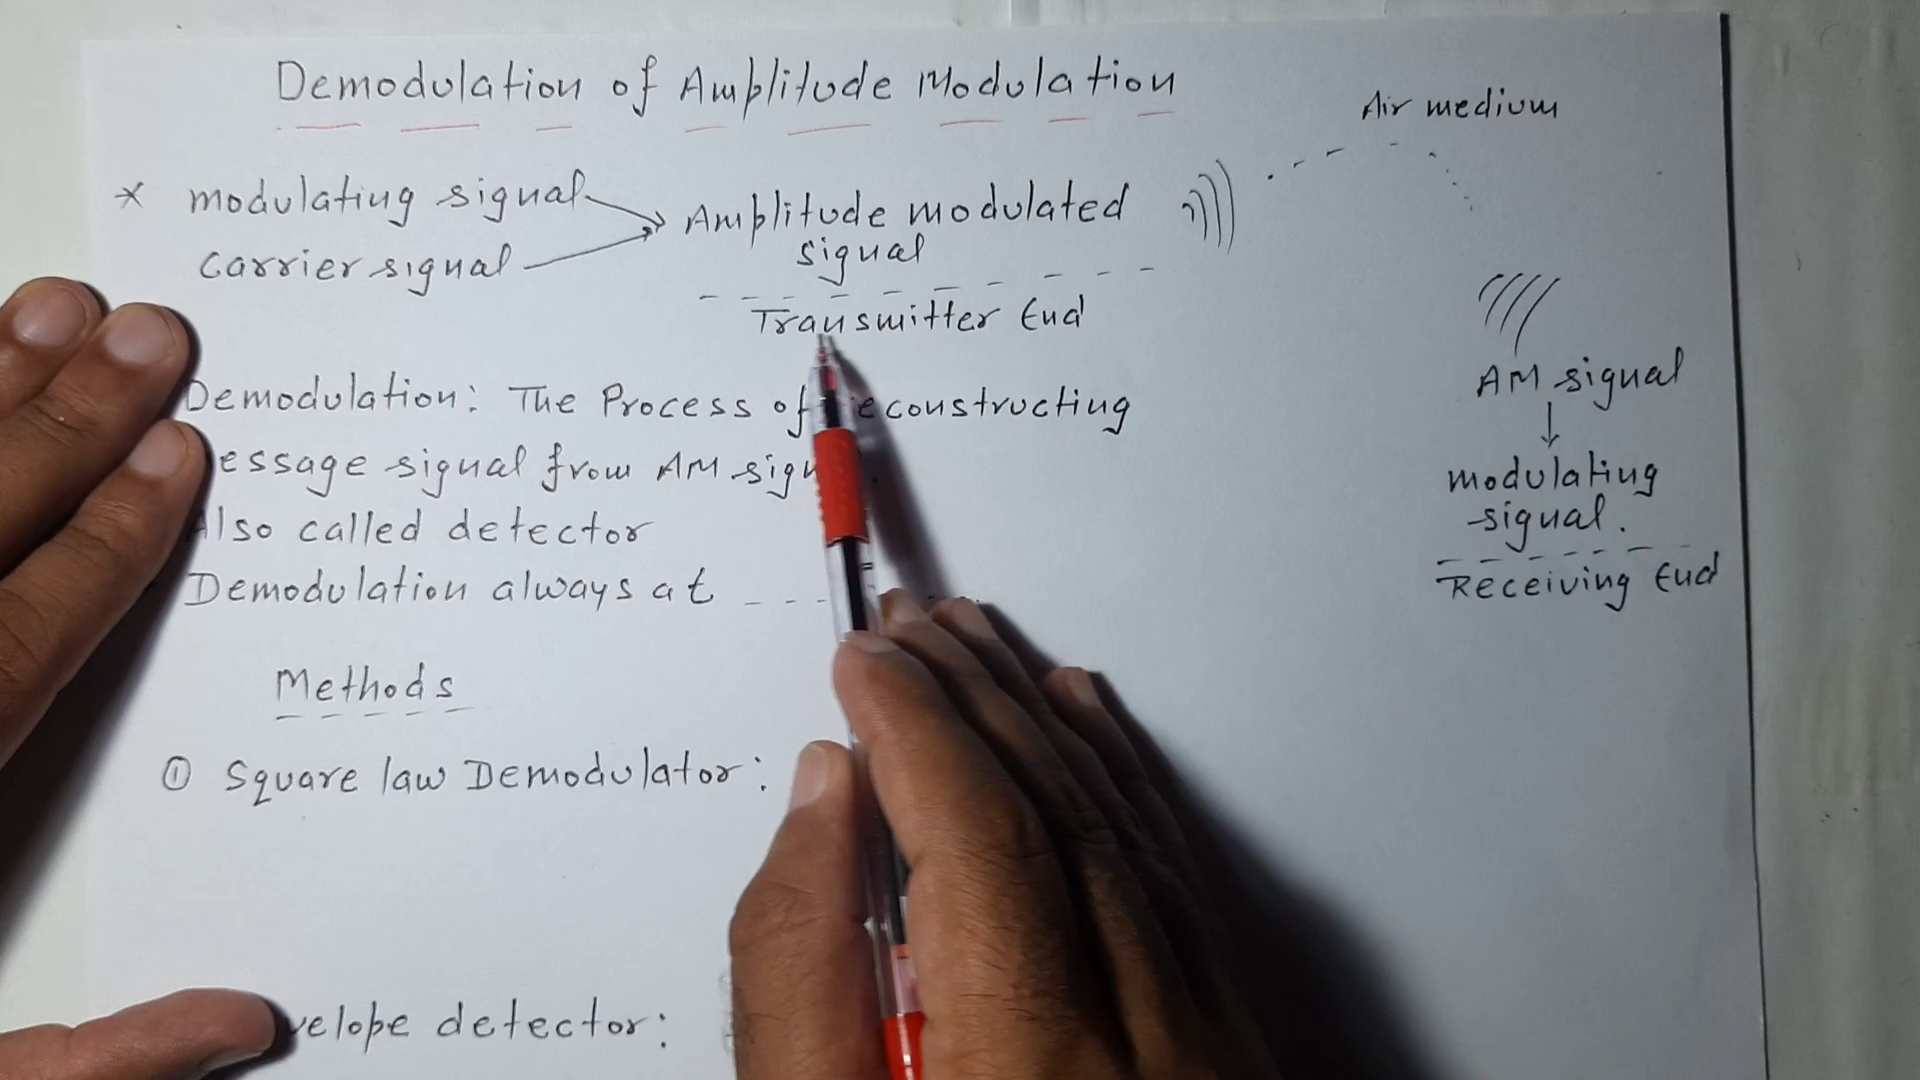 Demodulation of Amplitude Modulation
Air medium
* modulating signal
carrier signal
Amplitude modulated
signal
Transmitter End
AM signal
modulating
signal.
Receiving End
Demodulation: The Process of econstructing
essage signal from AM sign
lso called detector
Demodulation always at _ _ _
Methods
① Square law Demodulator:
velope detector: